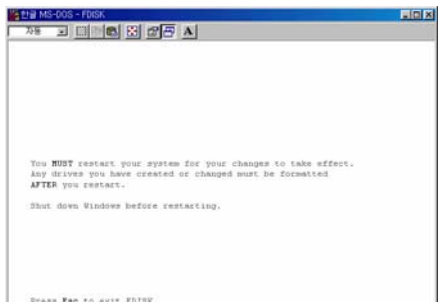 한글 MS-DOS - FDISK
자동
A
You MUST restart your system for your changes to take effect.
Any drives you have created or changed must be formatted
AFTER you restart.
Shut down Windows before restarting.
Press Esc to exit FDISK